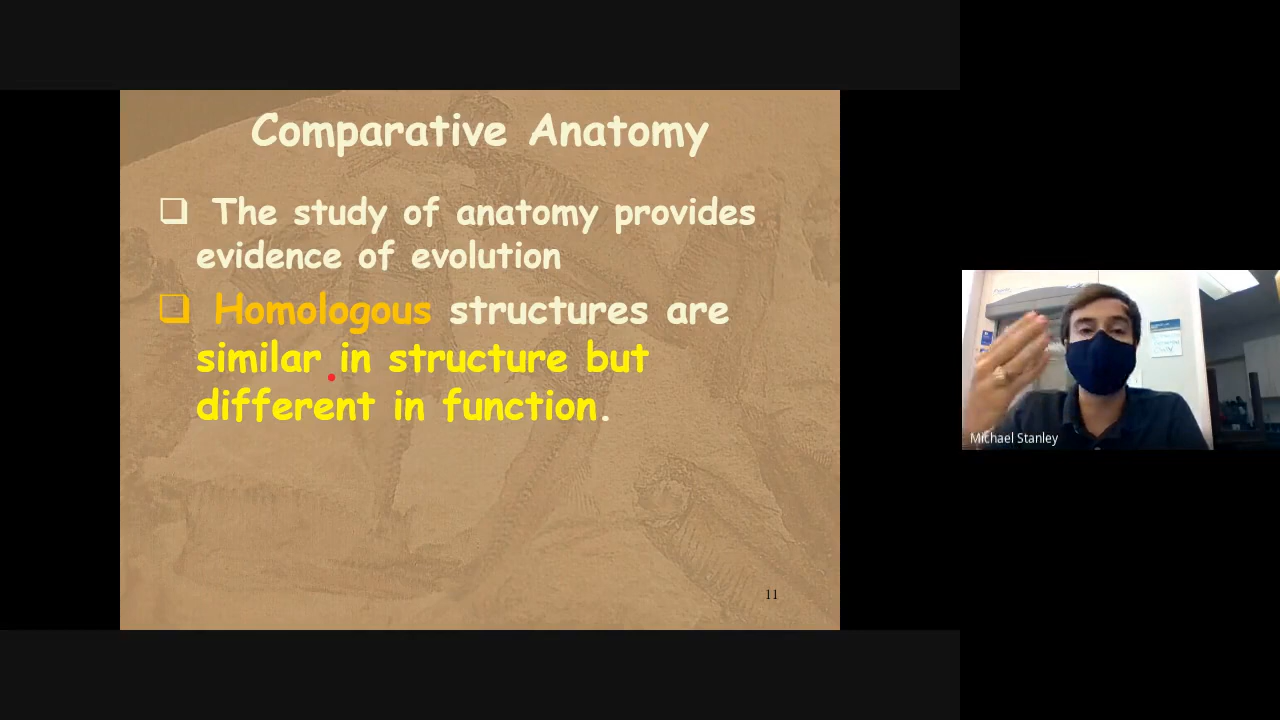 Comparative Anatomy
❑ The study of anatomy provides
evidence of evolution
❑ Homologous structures are
similar in structure but
different in function.
11
Michael Stanley